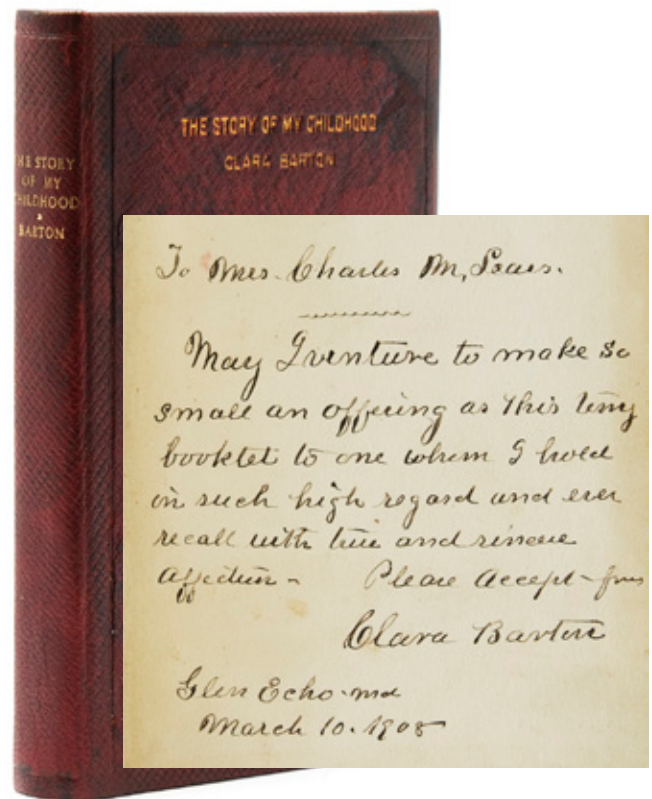 THE STORY OF MY CHILDHOOD
CLARA BARTON
HE STORY
OF MY
CHILDHOOD
BARTON
To Mrs. Charles M, Sears.
May I venture to make so
small an offering as this tiny
booklet to one whom I hold
in such high regard and ever
recall with true and sincere
Affection - Please Accept - from
Clara Barton
Glen Echo. Md
March 10. 1908